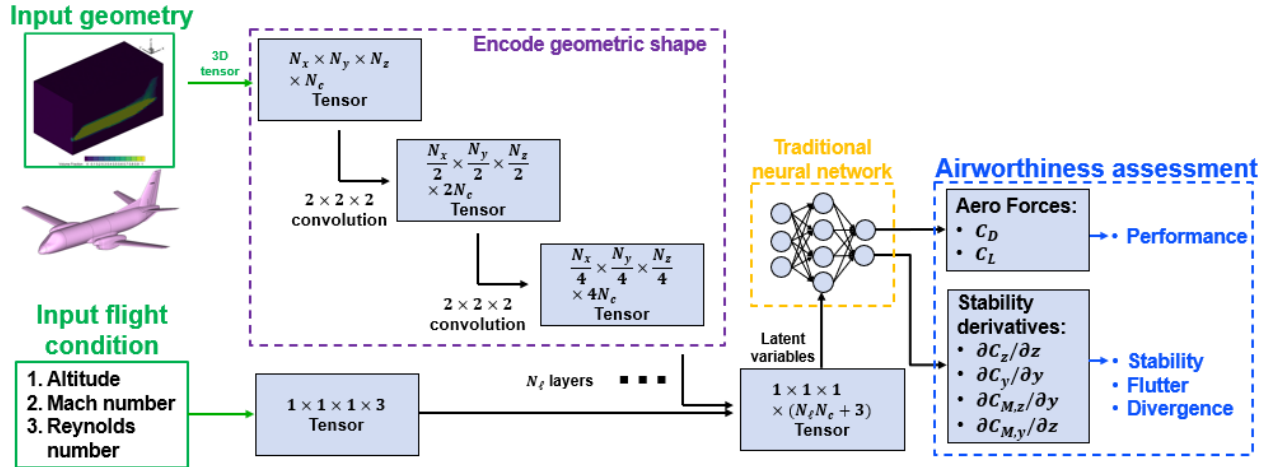 Input geometry
3D
tensor
Encode geometric shape
N_x × N_y × N_z
× N_c
Tensor
2 × 2 × 2
convolution
N_x/2 × N_y/2 × N_z/2
× 2N_c
Tensor
2 × 2 × 2
convolution
N_x/4 × N_y/4 × N_z/4
× 4N_c
Tensor
Input flight
condition
1. Altitude
2. Mach number
3. Reynolds
number
1 × 1 × 1 × 3
Tensor
N_ℓ layers
Latent
variables
1 × 1 × 1
× (N_ℓN_c + 3)
Tensor
Traditional
neural network
Airworthiness assessment
Aero Forces:
• C_D
• C_L
• Performance
Stability
derivatives:
• ∂C_z/∂z
• ∂C_y/∂y
• ∂C_{M,z}/∂y
• ∂C_{M,y}/∂z
• Stability
• Flutter
• Divergence